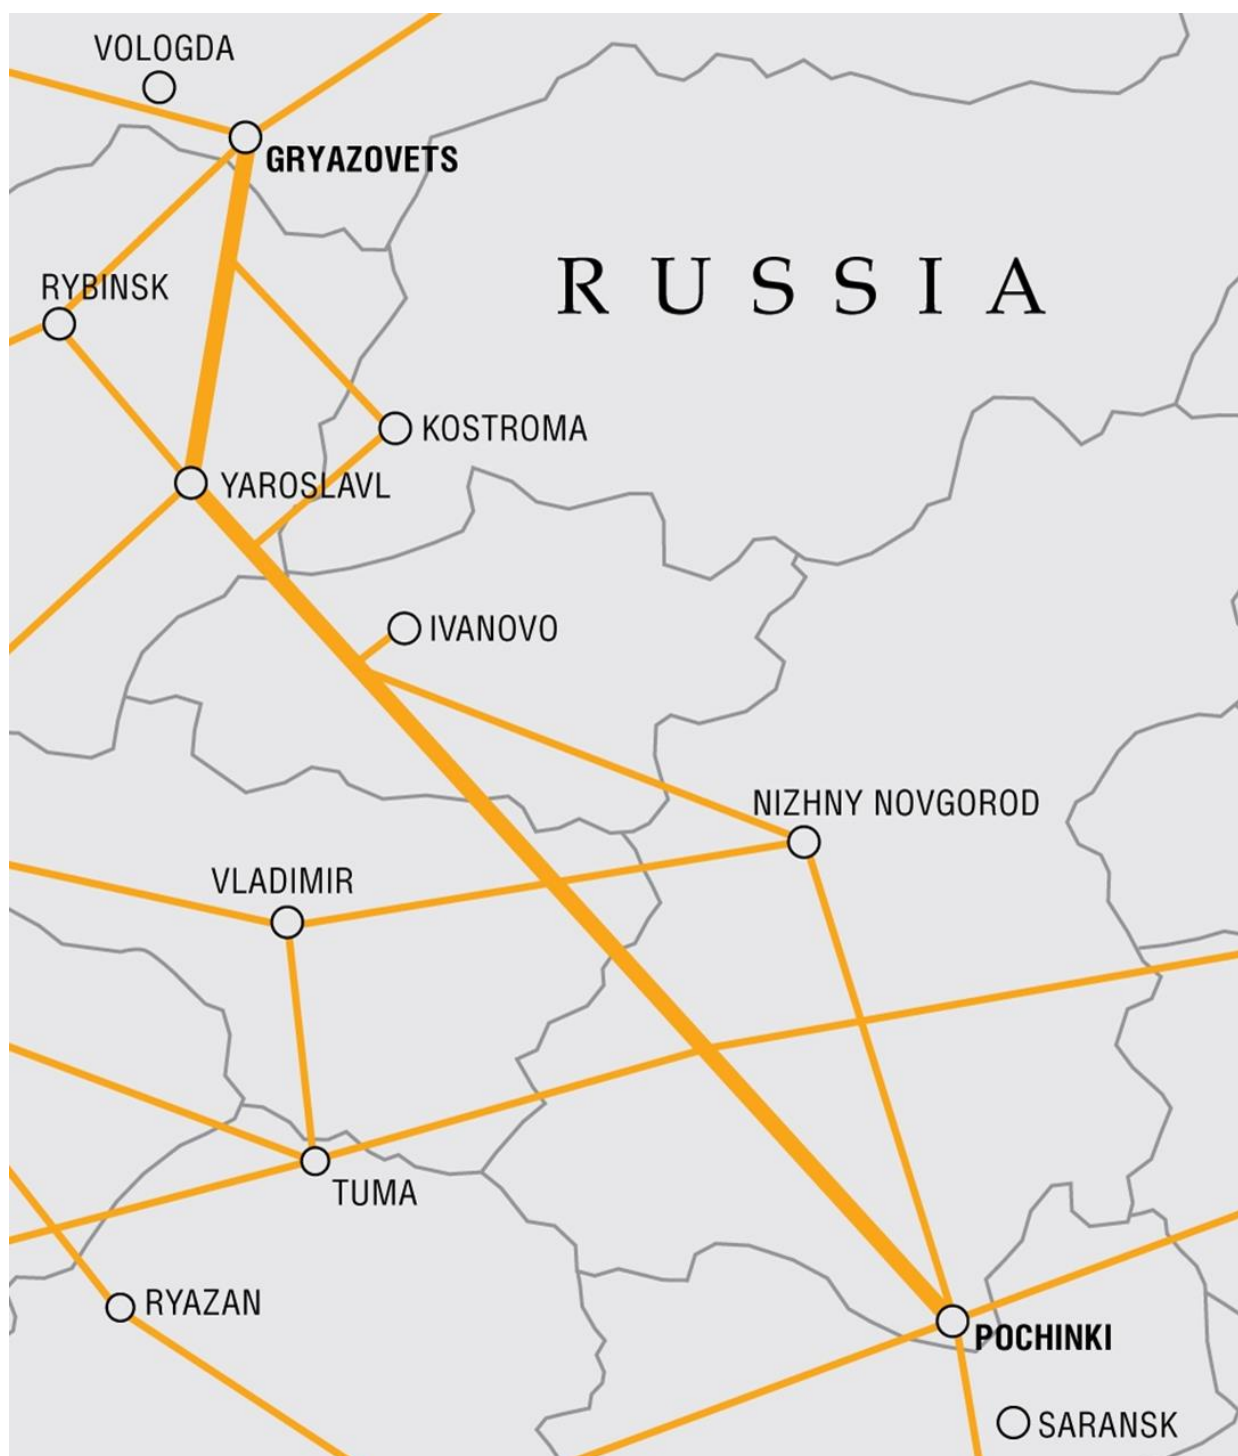 VOLOGDA
GRYAZOVETS
RUSSIA
RYBINSK
KOSTROMA
YAROSLAVL
IVANOVO
NIZHNY NOVGOROD
VLADIMIR
TUMA
RYAZAN
POCHINKI
SARANSK